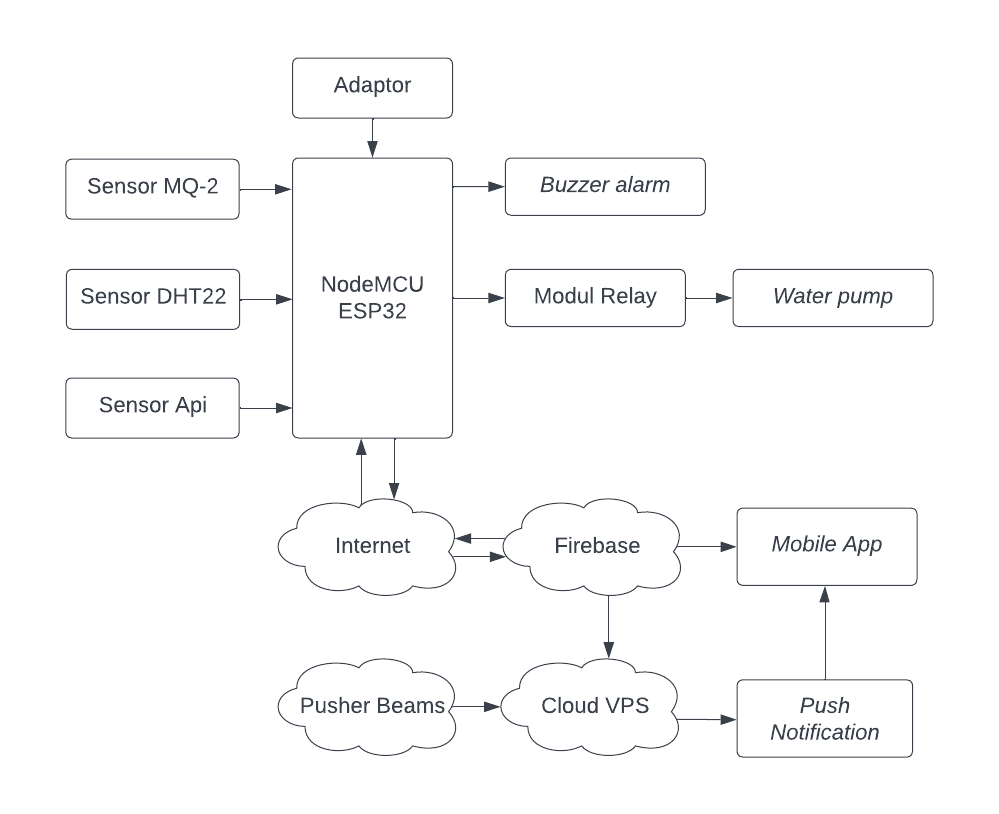 Adaptor
Sensor MQ-2
Buzzer alarm
NodeMCU
ESP32
Sensor DHT22
Modul Relay
Water pump
Sensor Api
Internet
Firebase
Mobile App
Pusher Beams
Cloud VPS
Push
Notification